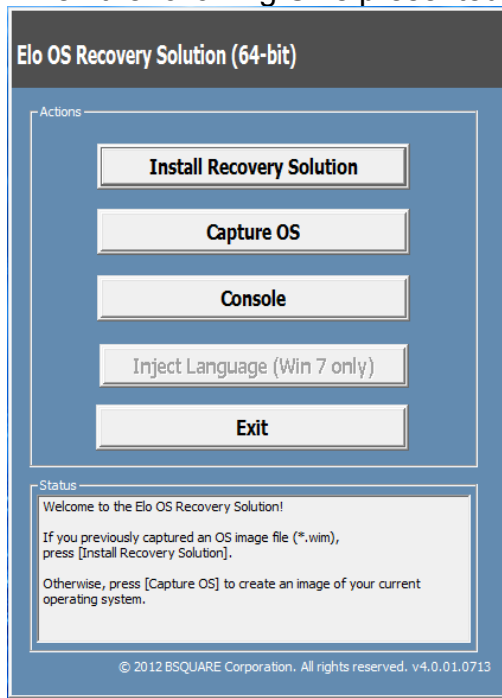 Elo OS Recovery Solution (64-bit)
Actions
Install Recovery Solution
Capture OS
Console
Inject Language (Win 7 only)
Exit
Status
Welcome to the Elo OS Recovery Solution!
If you previously captured an OS image file (*.wim),
press [Install Recovery Solution].
Otherwise, press [Capture OS] to create an image of your current
operating system.
© 2012 BSQUARE Corporation. All rights reserved. v4.0.01.0713